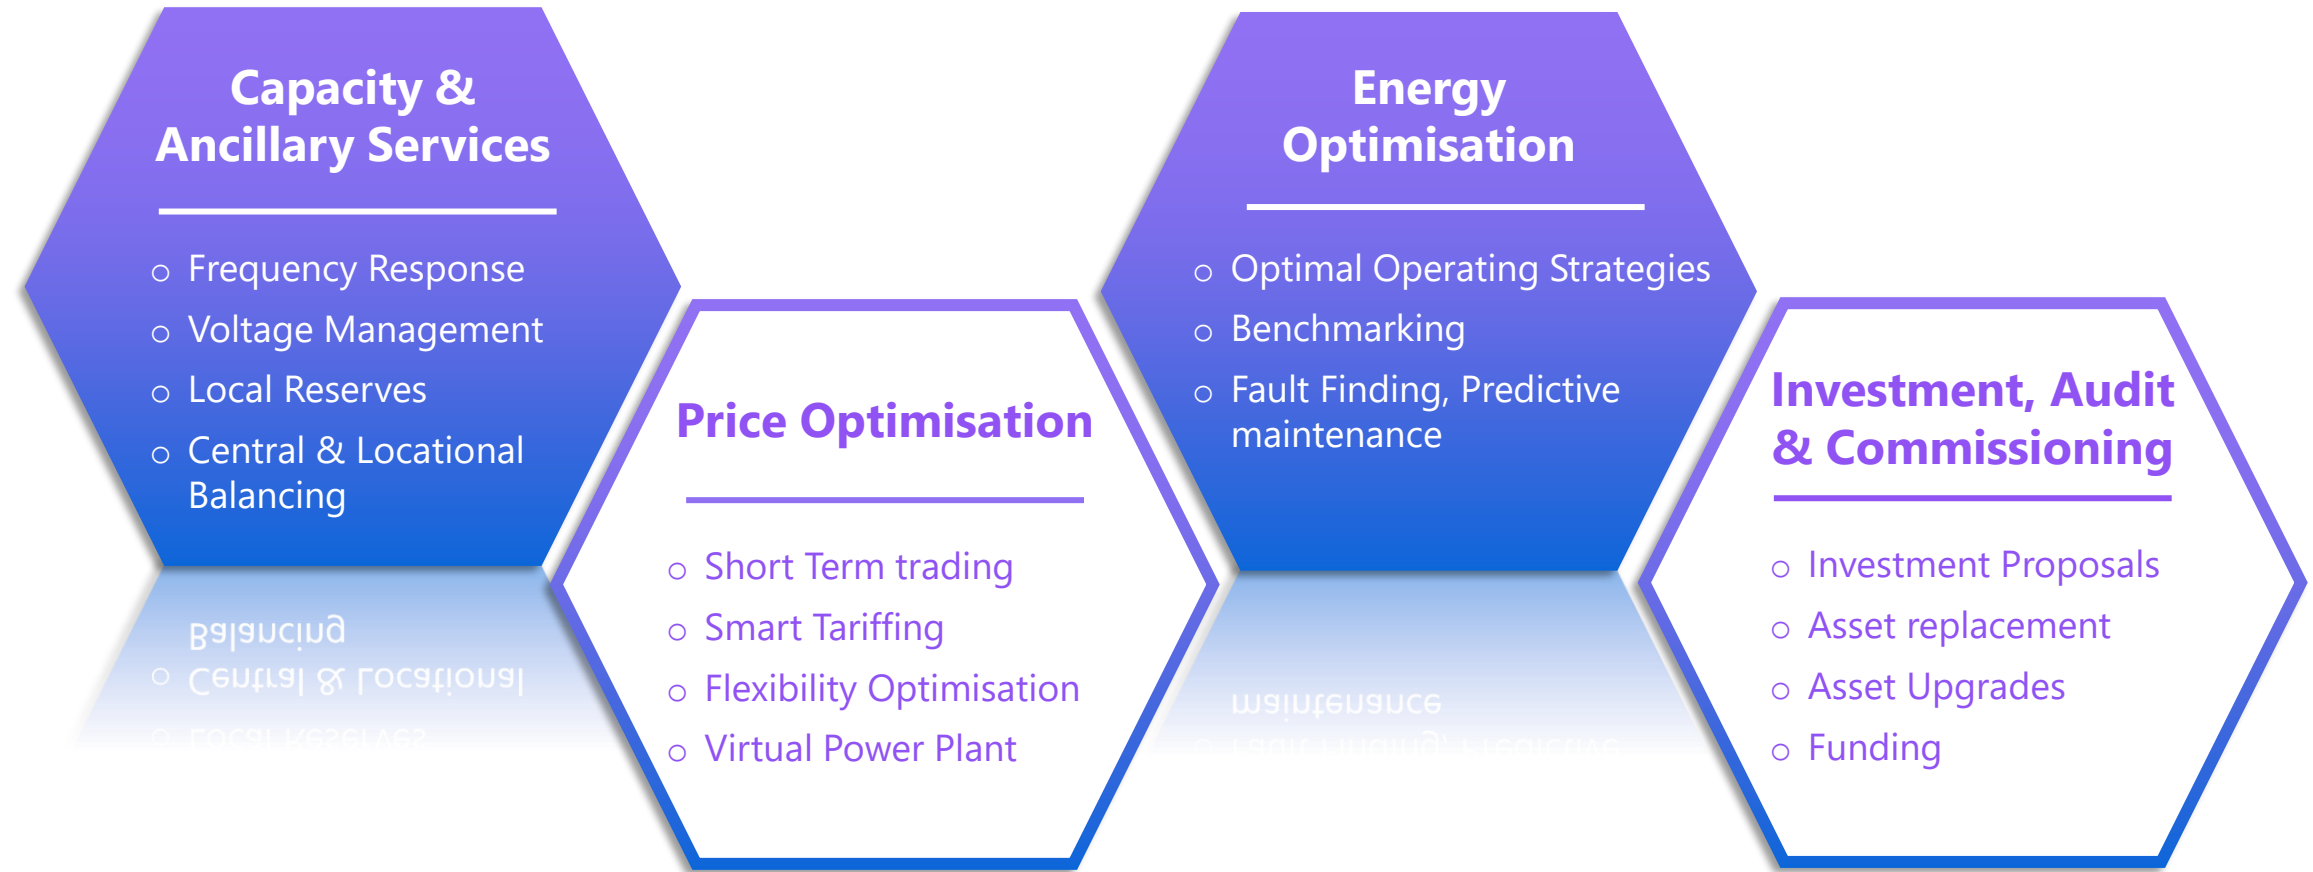 Capacity &
Ancillary Services
o Frequency Response
o Voltage Management
o Local Reserves
o Central & Locational
Balancing
Price Optimisation
o Short Term trading
o Smart Tariffing
o Flexibility Optimisation
o Virtual Power Plant
Energy
Optimisation
o Optimal Operating Strategies
o Benchmarking
o Fault Finding, Predictive
maintenance
Investment, Audit
& Commissioning
o Investment Proposals
o Asset replacement
o Asset Upgrades
o Funding